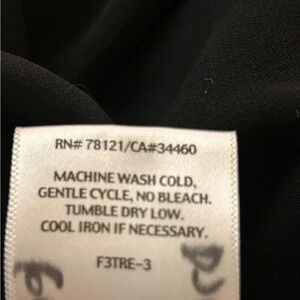 RN# 78121/CA#34460
MACHINE WASH COLD,
GENTLE CYCLE, NO BLEACH.
TUMBLE DRY LOW.
COOL IRON IF NECESSARY.
F3TRE-3